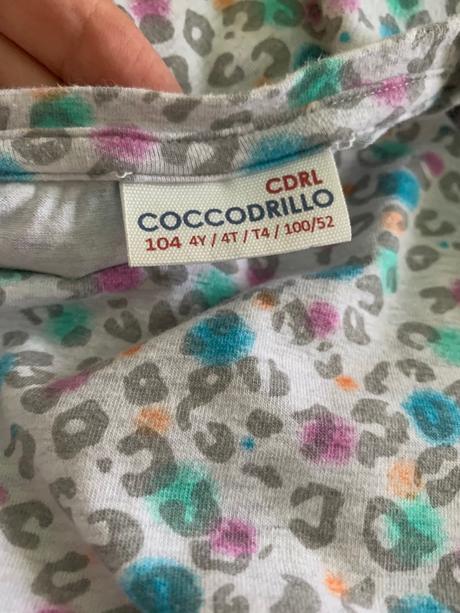 CDRL
COCCODRILLO
104 4Y / 4T / T4 / 100/52